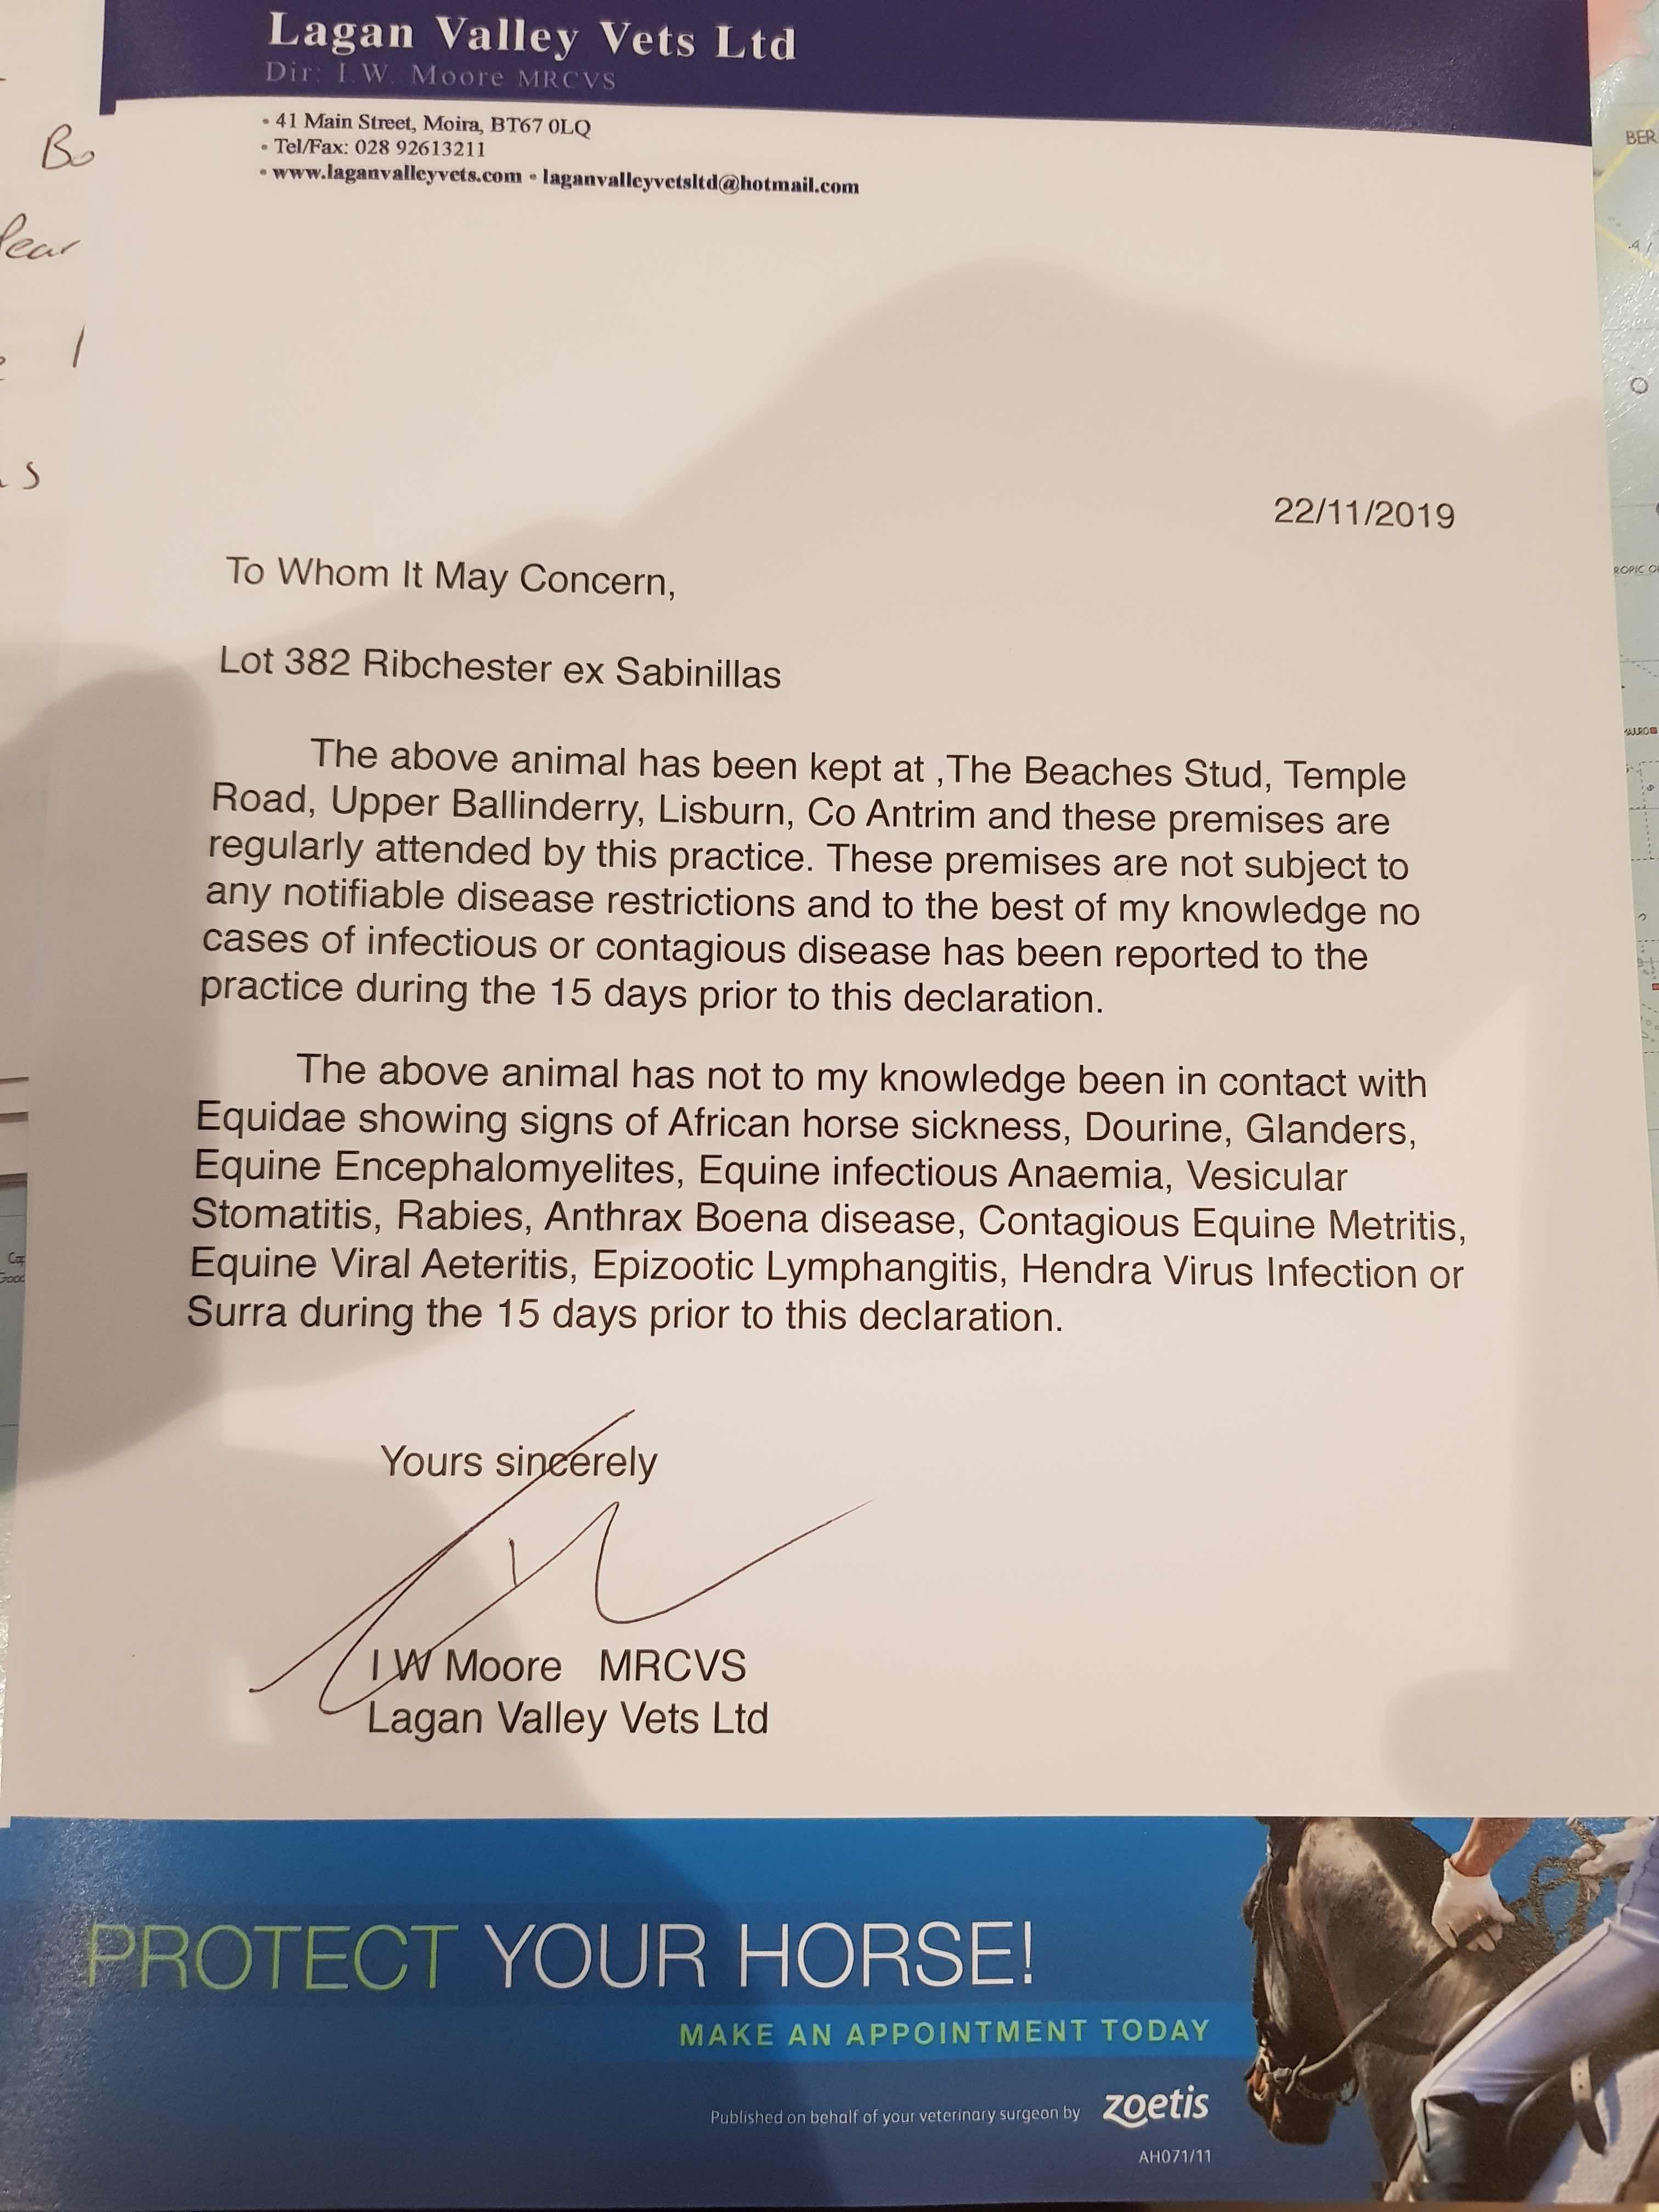 Lagan Valley Vets Ltd
Dir: I.W. Moore MRCVS
• 41 Main Street, Moira, BT67 0LQ
• Tel/Fax: 028 92613211
• www.laganvalleyvets.com • laganvalleyvetsltd@hotmail.com
Bo
BER
22/11/2019
To Whom It May Concern,
Lot 382 Ribchester ex Sabinillas
The above animal has been kept at ,The Beaches Stud, Temple
Road, Upper Ballinderry, Lisburn, Co Antrim and these premises are
regularly attended by this practice. These premises are not subject to
any notifiable disease restrictions and to the best of my knowledge no
cases of infectious or contagious disease has been reported to the
practice during the 15 days prior to this declaration.
The above animal has not to my knowledge been in contact with
Equidae showing signs of African horse sickness, Dourine, Glanders,
Equine Encephalomyelites, Equine infectious Anaemia, Vesicular
Stomatitis, Rabies, Anthrax Boena disease, Contagious Equine Metritis,
Equine Viral Aeteritis, Epizootic Lymphangitis, Hendra Virus Infection or
Surra during the 15 days prior to this declaration.
Yours sincerely
I W Moore MRCVS
Lagan Valley Vets Ltd
PROTECT YOUR HORSE!
MAKE AN APPOINTMENT TODAY
Published on behalf of your veterinary surgeon by zoetis
AH071/11